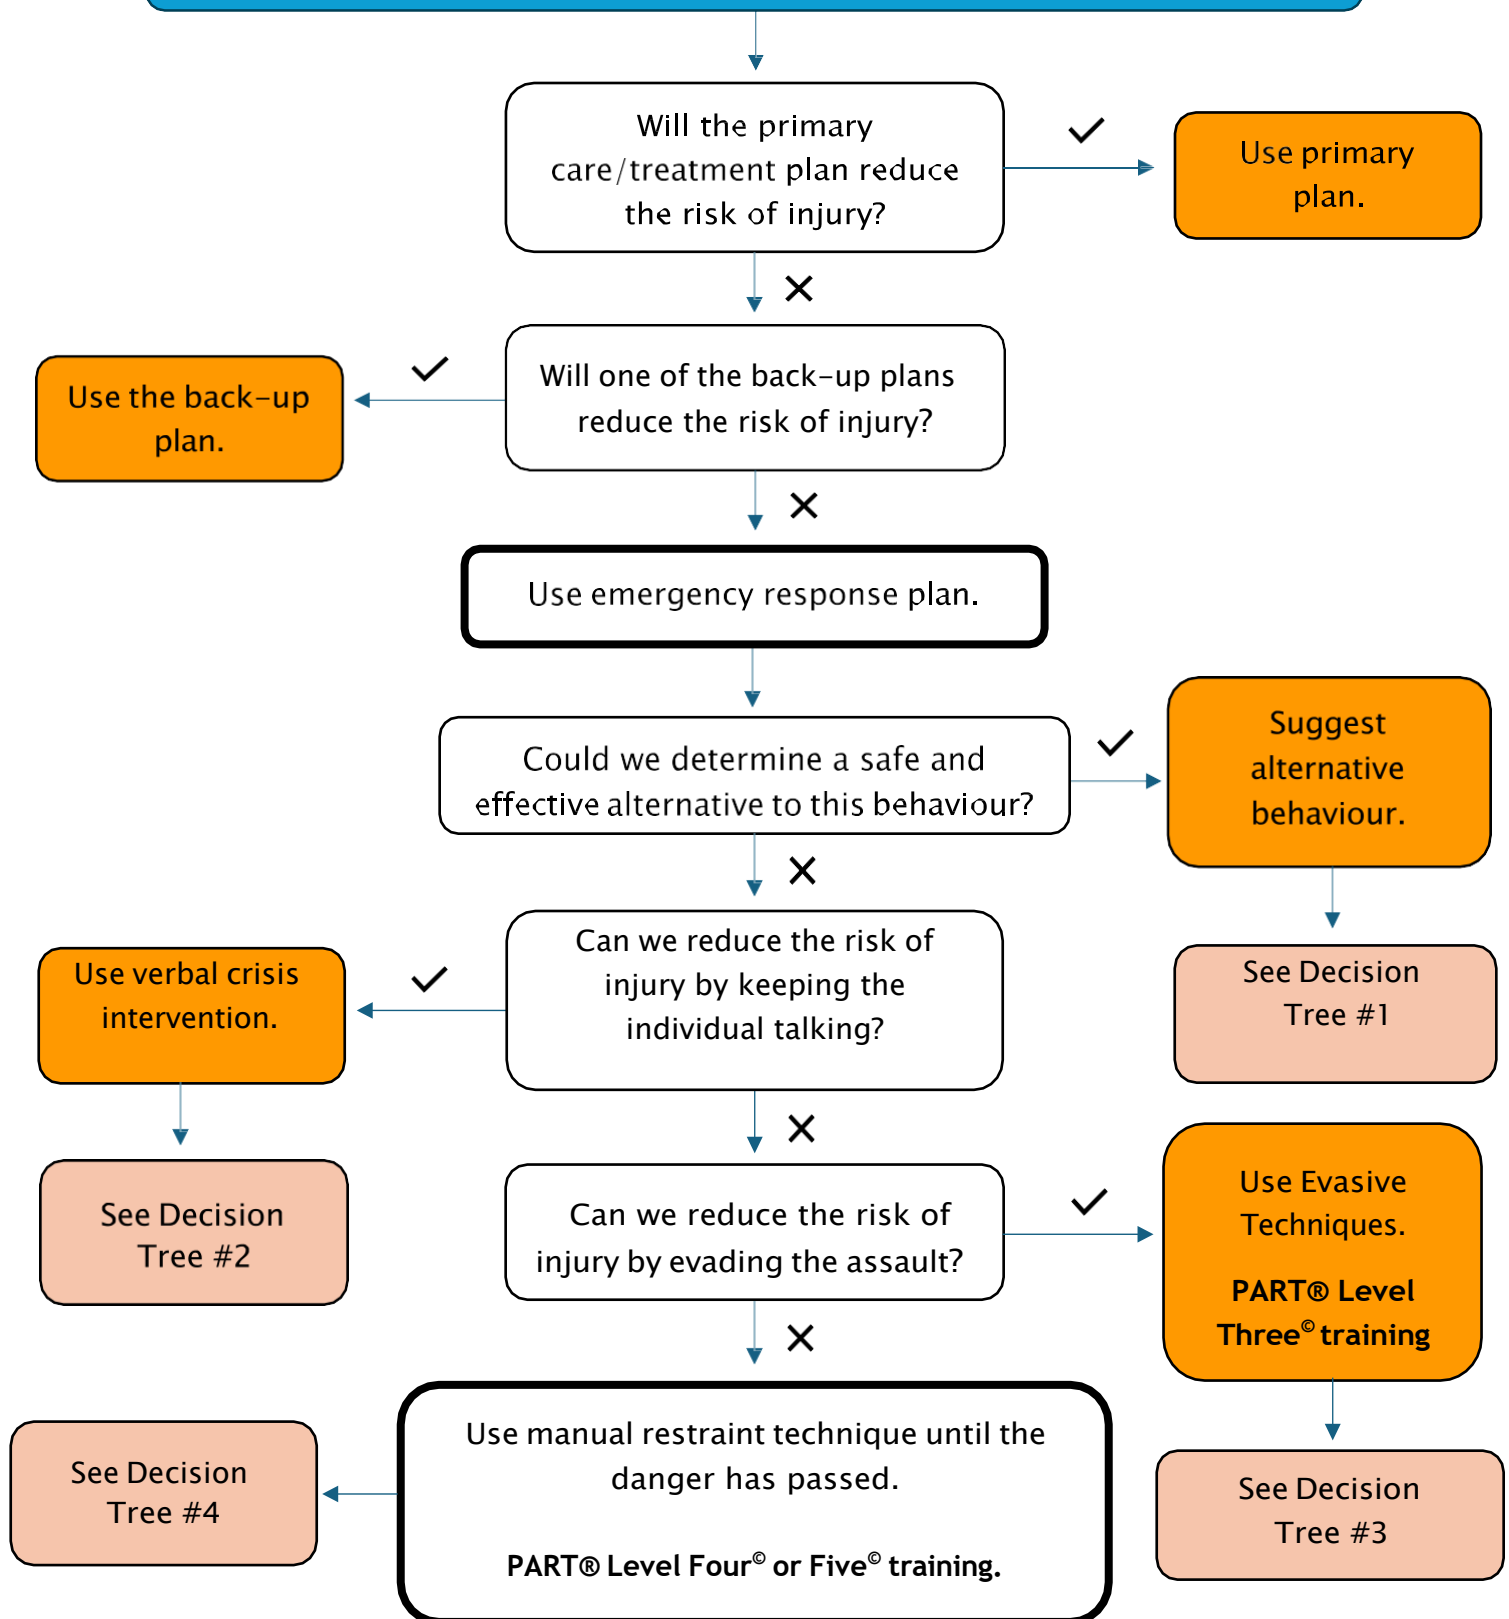 Will the primary
care/treatment plan reduce
the risk of injury?
Use primary
plan.
Will one of the back-up plans
reduce the risk of injury?
Use the back-up
plan.
Use emergency response plan.
Could we determine a safe and
effective alternative to this behaviour?
Suggest
alternative
behaviour.
See Decision
Tree #1
Can we reduce the risk of
injury by keeping the
individual talking?
Use verbal crisis
intervention.
See Decision
Tree #2
Can we reduce the risk of
injury by evading the assault?
Use Evasive
Techniques.
PART® Level
Three© training
See Decision
Tree #3
Use manual restraint technique until the
danger has passed.
PART® Level Four© or Five© training.
See Decision
Tree #4